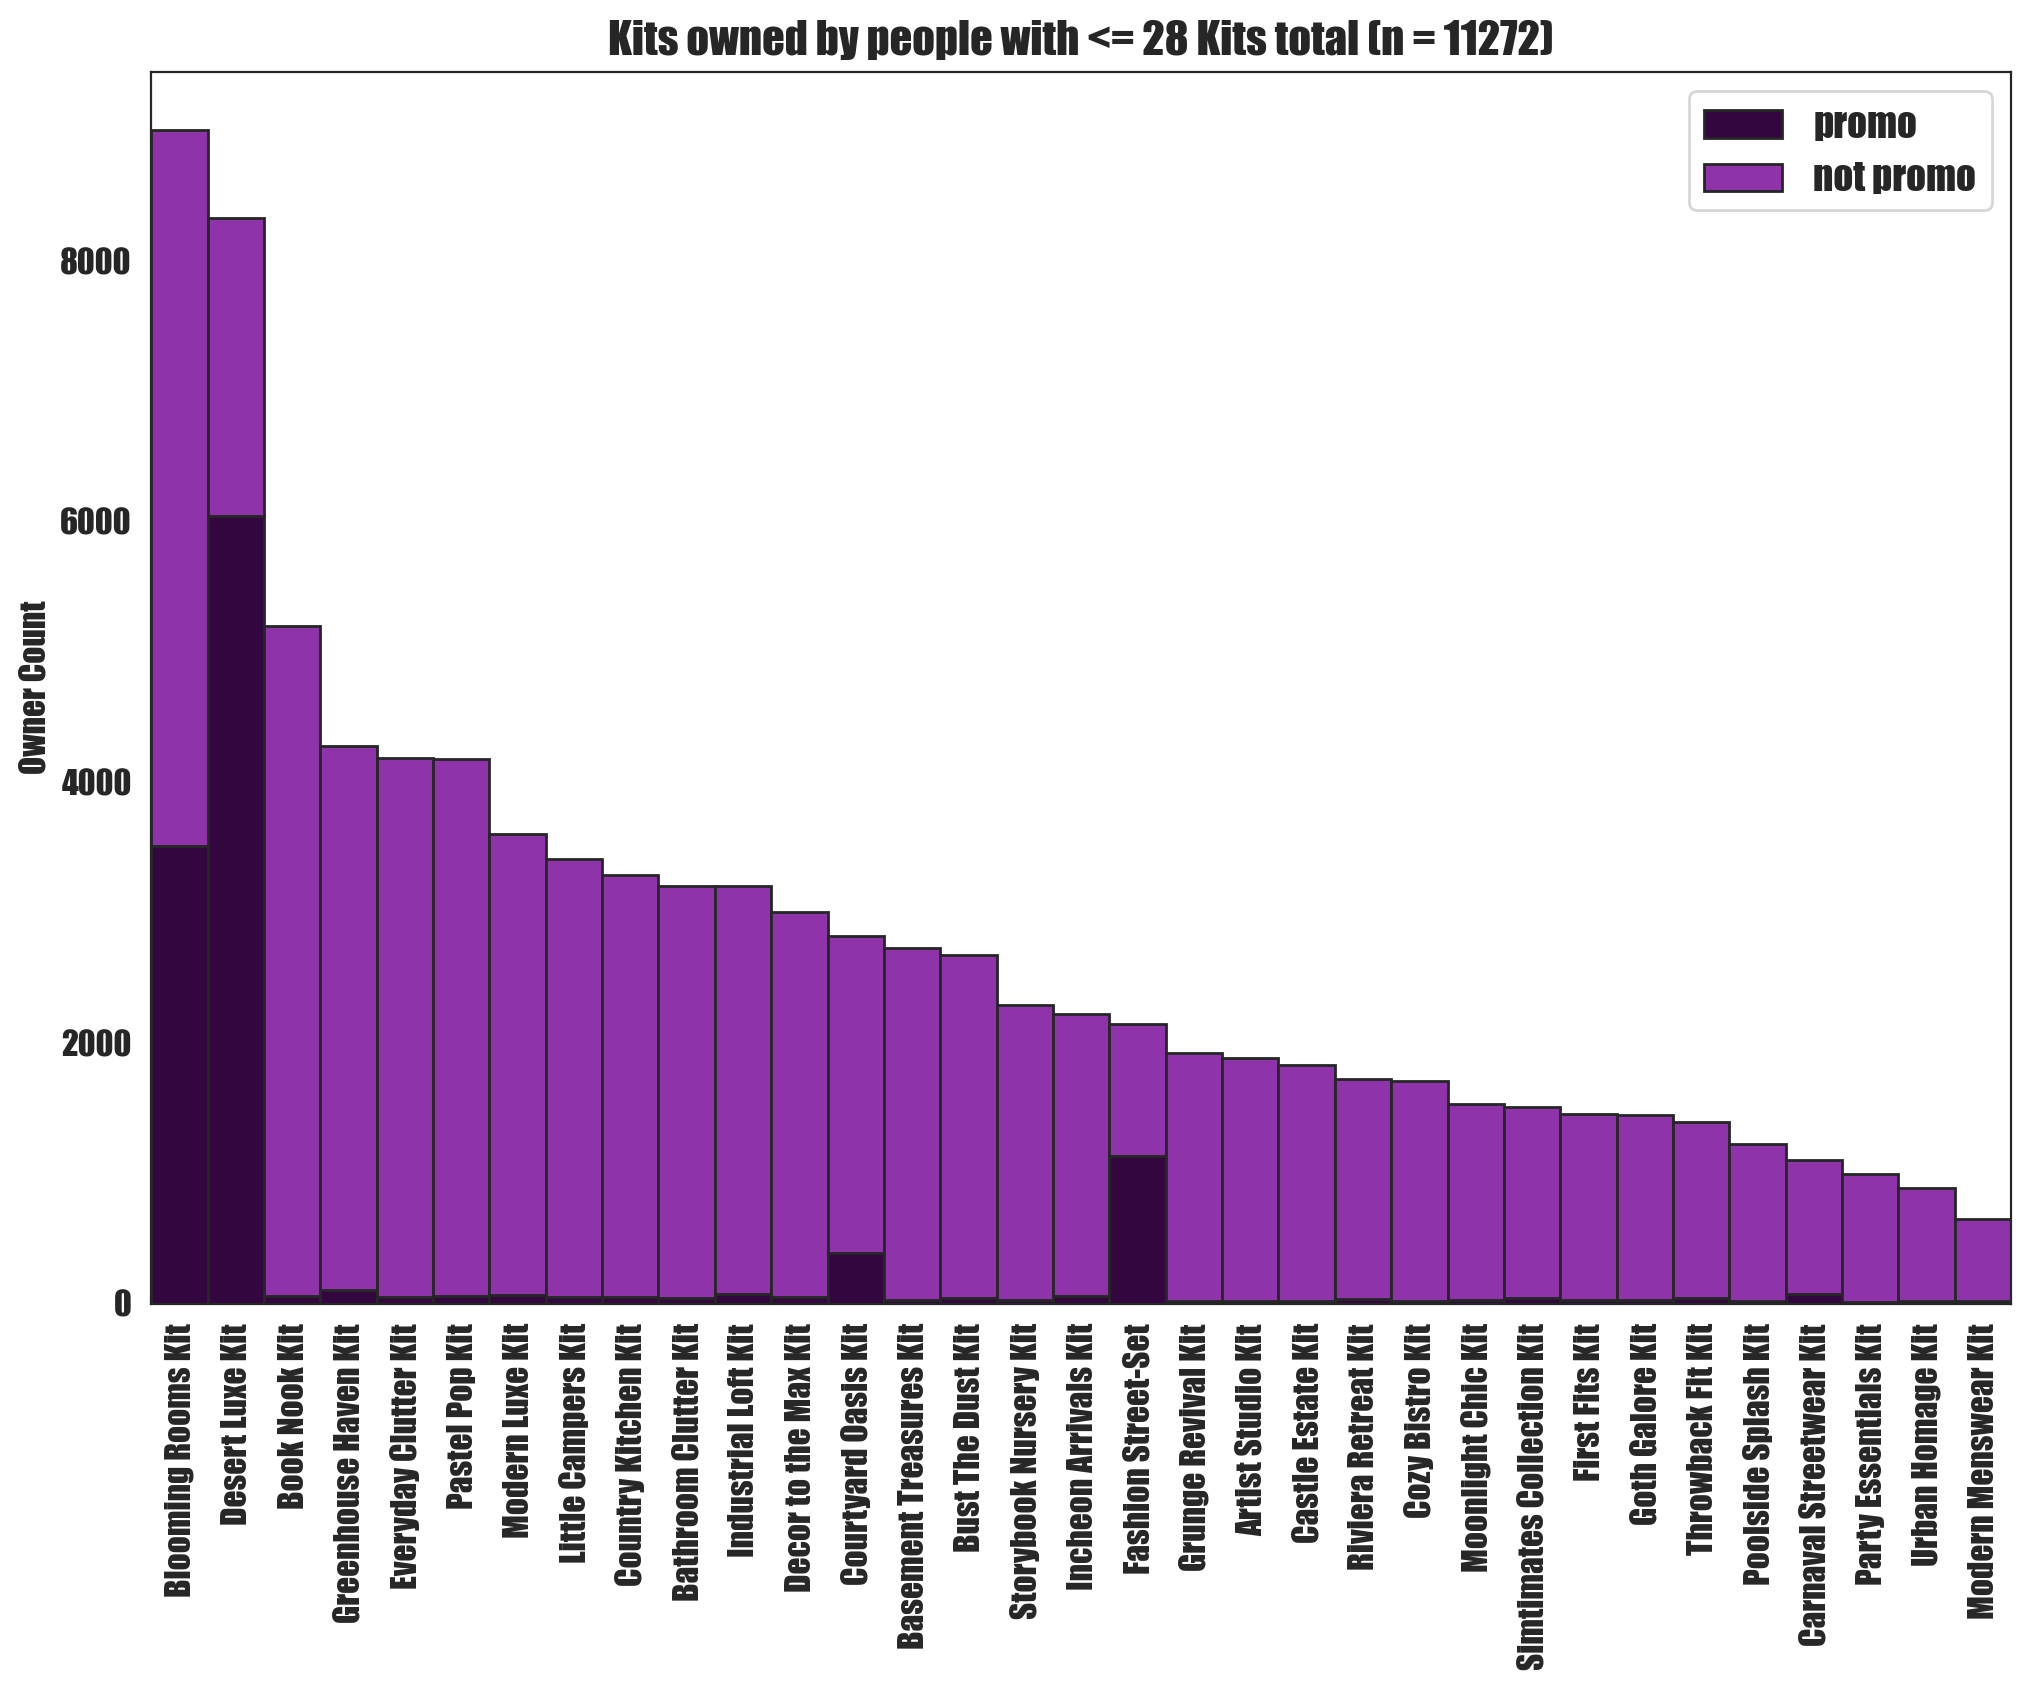 Kits owned by people with <= 28 Kits total (n = 11272)
promo
not promo
Owner Count
8000
6000
4000
2000
0
Blooming Rooms Kit
Desert Luxe Kit
Book Nook Kit
Greenhouse Haven Kit
Everyday Clutter Kit
Pastel Pop Kit
Modern Luxe Kit
Little Campers Kit
Country Kitchen Kit
Bathroom Clutter Kit
Industrial Loft Kit
Decor to the Max Kit
Courtyard Oasis Kit
Basement Treasures Kit
Bust The Dust Kit
Storybook Nursery Kit
Incheon Arrivals Kit
Fashion Street-Set
Grunge Revival Kit
Artist Studio Kit
Castle Estate Kit
Riviera Retreat Kit
Cozy Bistro Kit
Moonlight Chic Kit
Simtimates Collection Kit
First Fits Kit
Goth Galore Kit
Throwback Fit Kit
Poolside Splash Kit
Carnaval Streetwear Kit
Party Essentials Kit
Urban Homage Kit
Modern Menswear Kit